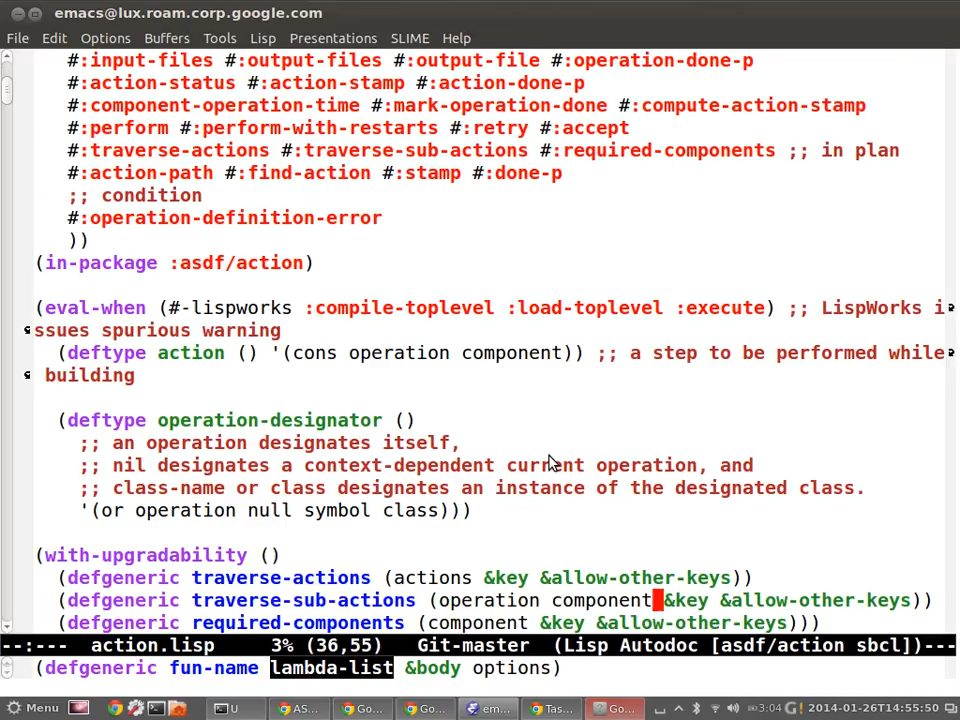 emacs@lux.roam.corp.google.com
File Edit Options Buffers Tools Lisp Presentations SLIME Help
#:input-files #:output-files #:output-file #:operation-done-p
#:action-status #:action-stamp #:action-done-p
#:component-operation-time #:mark-operation-done #:compute-action-stamp
#:perform #:perform-with-restarts #:retry #:accept
#:traverse-actions #:traverse-sub-actions #:required-components ;; in plan
#:action-path #:find-action #:stamp #:done-p
;; condition
#:operation-definition-error
))
(in-package :asdf/action)
(eval-when (#-lispworks :compile-toplevel :load-toplevel :execute) ;; LispWorks i
ssues spurious warning
(deftype action () '(cons operation component)) ;; a step to be performed while
building
(deftype operation-designator ()
;; an operation designates itself,
;; nil designates a context-dependent current operation, and
;; class-name or class designates an instance of the designated class.
'(or operation null symbol class)))
(with-upgradability ()
(defgeneric traverse-actions (actions &key &allow-other-keys))
(defgeneric traverse-sub-actions (operation component &key &allow-other-keys))
(defgeneric required-components (component &key &allow-other-keys)))
--:--- action.lisp 3% (36,55) Git-master (Lisp Autodoc [asdf/action sbcl])---
(defgeneric fun-name lambda-list &body options)
Menu U AS... Go... Go... em... Tas... Go... 3:04 2014-01-26T14:55:50